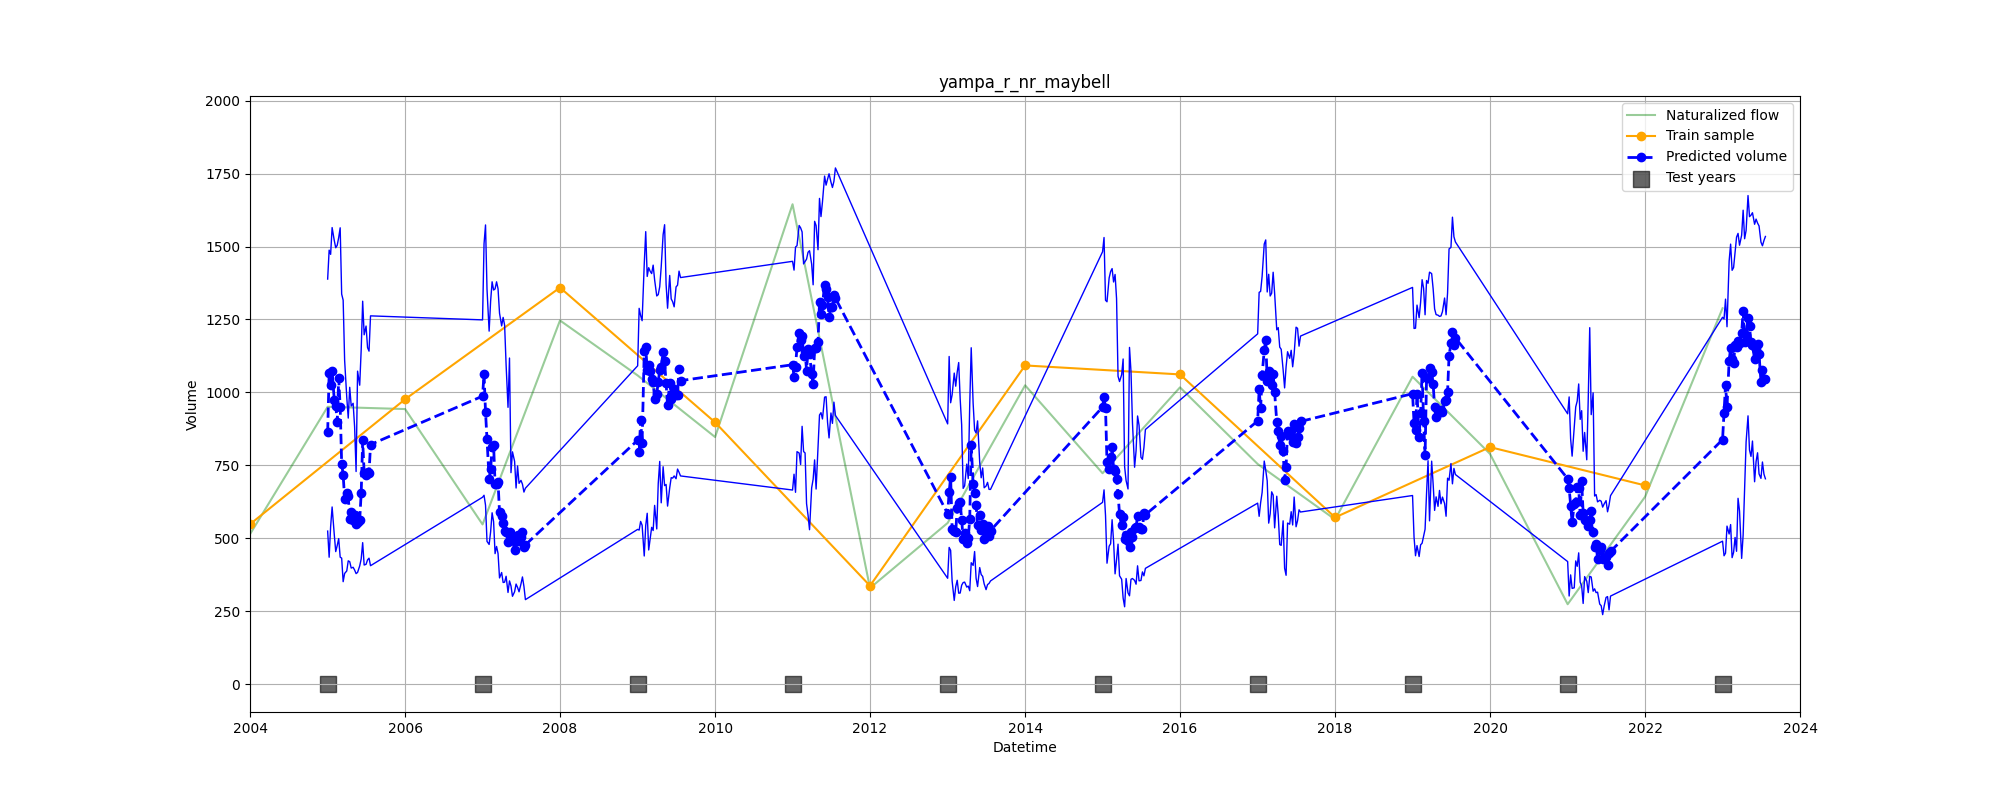 yampa_r_nr_maybell
2000
1750
1500
1250
1000
750
500
250
0
Volume
Naturalized flow
Train sample
Predicted volume
Test years
2004 2006 2008 2010 2012 2014 2016 2018 2020 2022 2024
Datetime